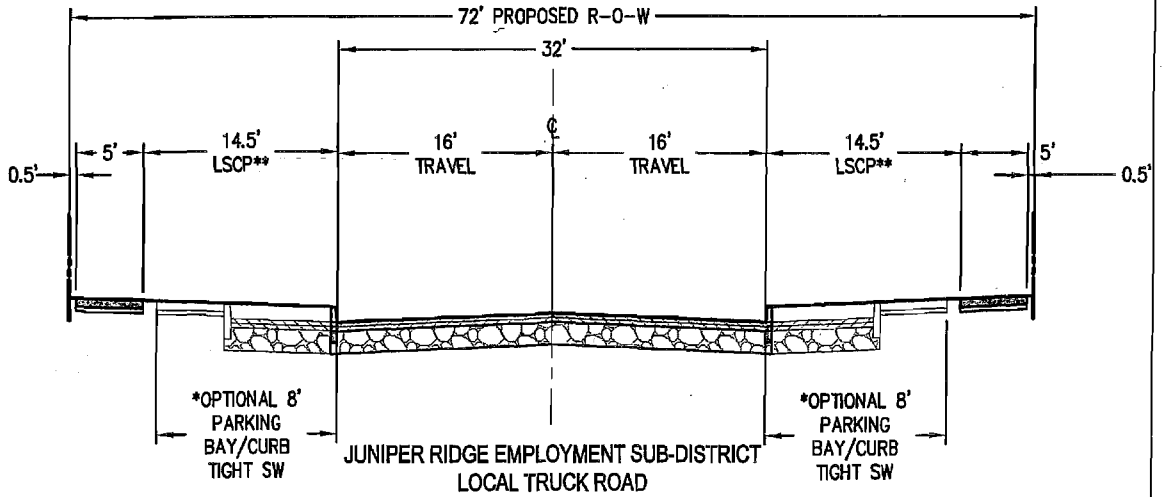 72' PROPOSED R-O-W
32'
0.5'
5'
14.5'
LSCP**
16'
TRAVEL
℄
16'
TRAVEL
14.5'
LSCP**
5'
0.5'
*OPTIONAL 8'
PARKING
BAY/CURB
TIGHT SW
*OPTIONAL 8'
PARKING
BAY/CURB
TIGHT SW
JUNIPER RIDGE EMPLOYMENT SUB-DISTRICT
LOCAL TRUCK ROAD